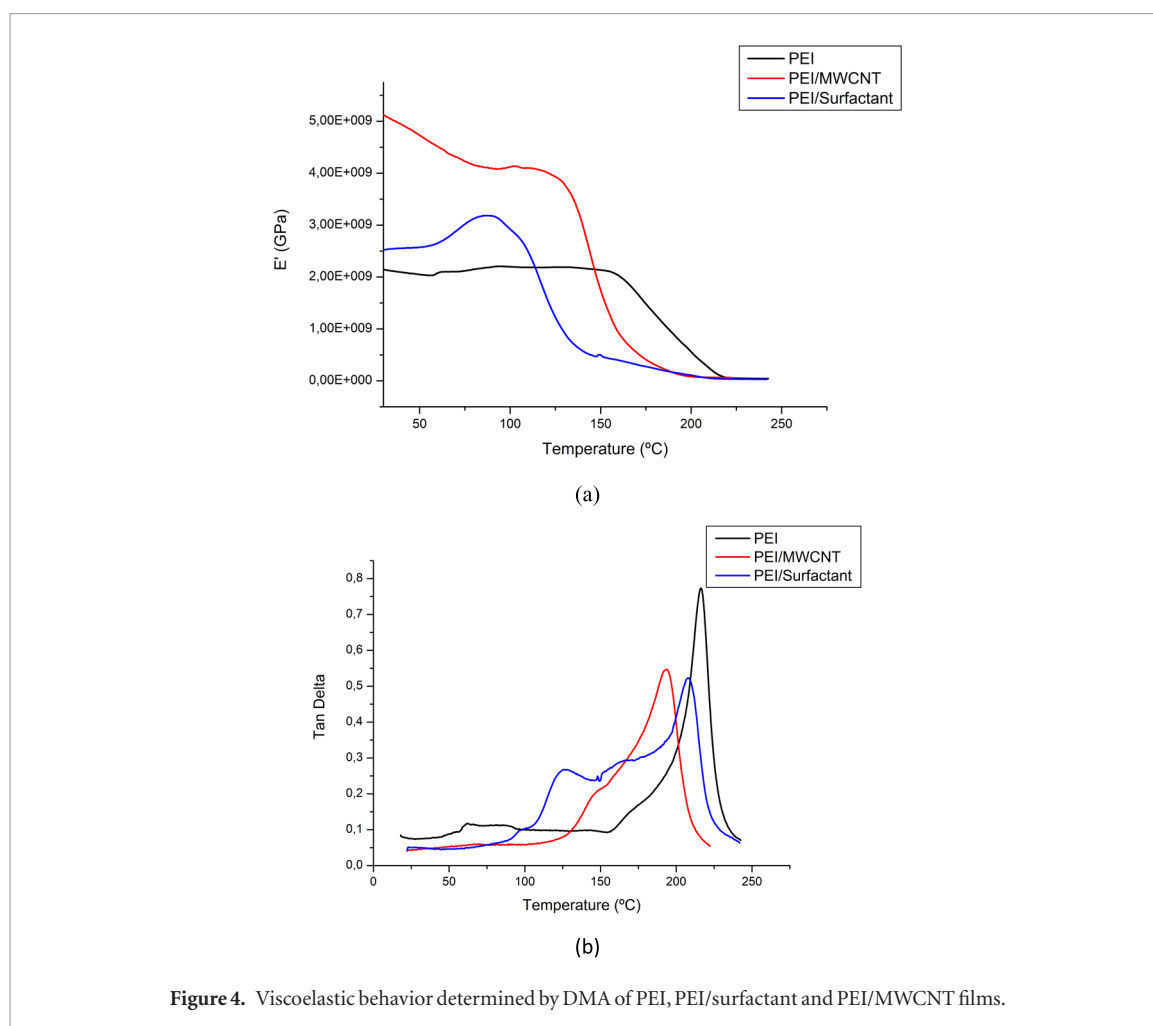 PEI
PEI/MWCNT
PEI/Surfactant
5,00E+009
4,00E+009
3,00E+009
2,00E+009
1,00E+009
0,00E+000
E' (GPa)
50 100 150 200 250
Temperature (ºC)
(a)
PEI
PEI/MWCNT
PEI/Surfactant
0,8
0,7
0,6
0,5
0,4
0,3
0,2
0,1
0,0
Tan Delta
0 50 100 150 200 250
Temperature (ºC)
(b)
Figure 4. Viscoelastic behavior determined by DMA of PEI, PEI/surfactant and PEI/MWCNT films.